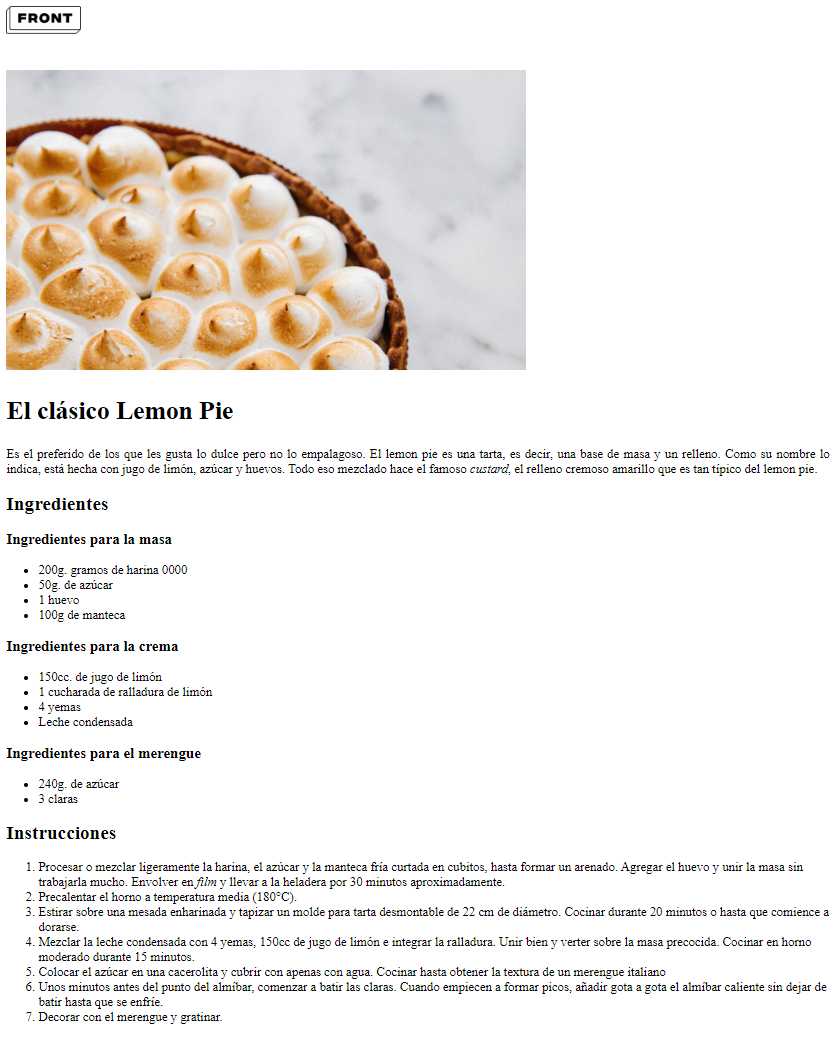 FRONT
El clásico Lemon Pie
Es el preferido de los que les gusta lo dulce pero no lo empalagoso. El lemon pie es una tarta, es decir, una base de masa y un relleno. Como su nombre lo
indica, está hecha con jugo de limón, azúcar y huevos. Todo eso mezclado hace el famoso custard, el relleno cremoso amarillo que es tan típico del lemon pie.
Ingredientes
Ingredientes para la masa
• 200g. gramos de harina 0000
• 50g. de azúcar
• 1 huevo
• 100g de manteca
Ingredientes para la crema
• 150cc. de jugo de limón
• 1 cucharada de ralladura de limón
• 4 yemas
• Leche condensada
Ingredientes para el merengue
• 240g. de azúcar
• 3 claras
Instrucciones
1. Procesar o mezclar ligeramente la harina, el azúcar y la manteca fría curtada en cubitos, hasta formar un arenado. Agregar el huevo y unir la masa sin
trabajarla mucho. Envolver en film y llevar a la heladera por 30 minutos aproximadamente.
2. Precalentar el horno a temperatura media (180°C).
3. Estirar sobre una mesada enharinada y tapizar un molde para tarta desmontable de 22 cm de diámetro. Cocinar durante 20 minutos o hasta que comience a
dorarse.
4. Mezclar la leche condensada con 4 yemas, 150cc de jugo de limón e integrar la ralladura. Unir bien y verter sobre la masa precocida. Cocinar en horno
moderado durante 15 minutos.
5. Colocar el azúcar en una cacerolita y cubrir con apenas con agua. Cocinar hasta obtener la textura de un merengue italiano
6. Unos minutos antes del punto del almíbar, comenzar a batir las claras. Cuando empiecen a formar picos, añadir gota a gota el almíbar caliente sin dejar de
batir hasta que se enfríe.
7. Decorar con el merengue y gratinar.